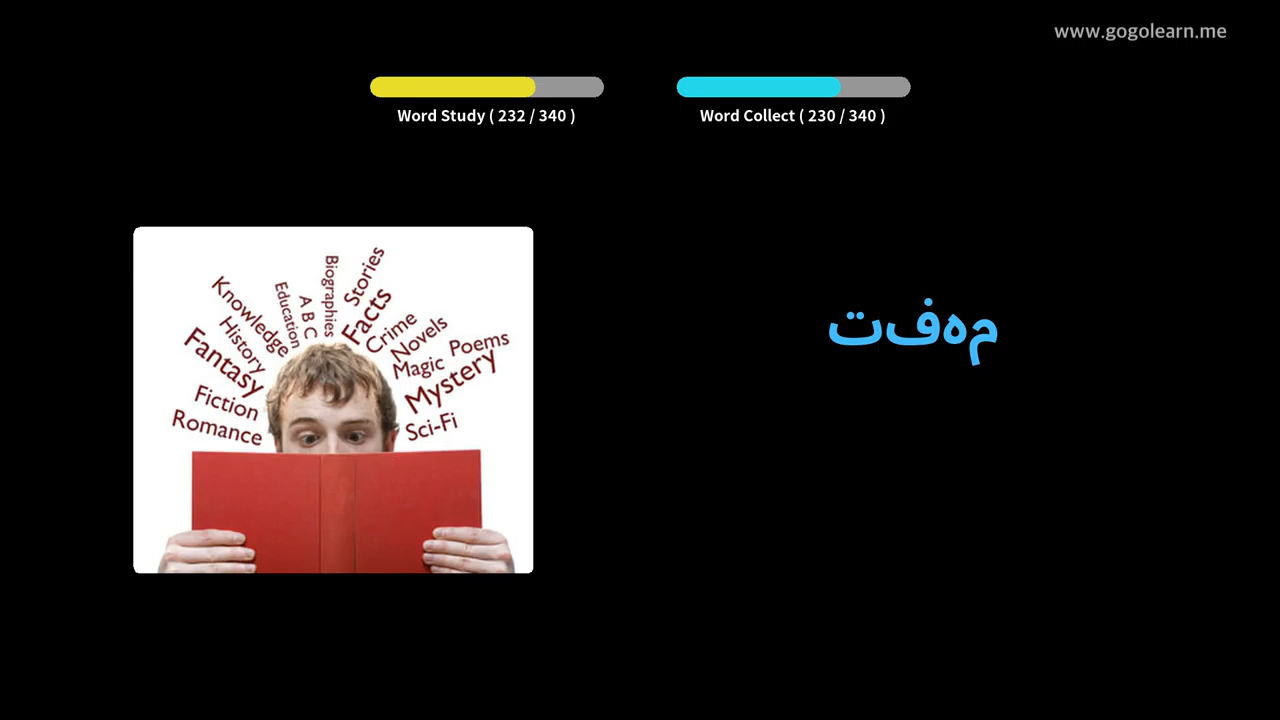 www.gogolearn.me
Word Study ( 232 / 340 )
Word Collect ( 230 / 340 )
Knowledge
History
Fantasy
Fiction
Romance
Education
A B C
Biographies
Stories
Facts
Crime
Novels
Magic
Poems
Mystery
Sci-Fi
مهفت